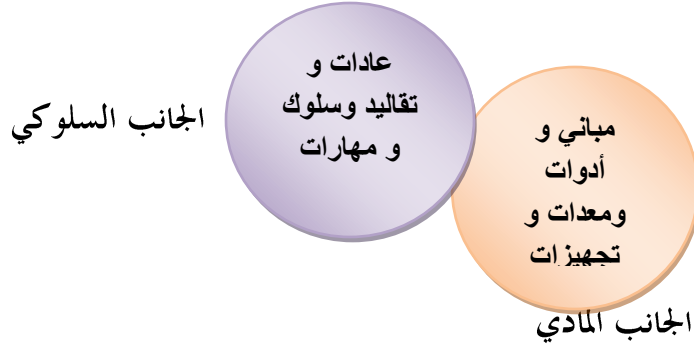 عادات و
تقاليد وسلوك
و مهارات
الجانب السلوكي
مباني و
أدوات
ومعدات و
تجهيزات
الجانب المادي